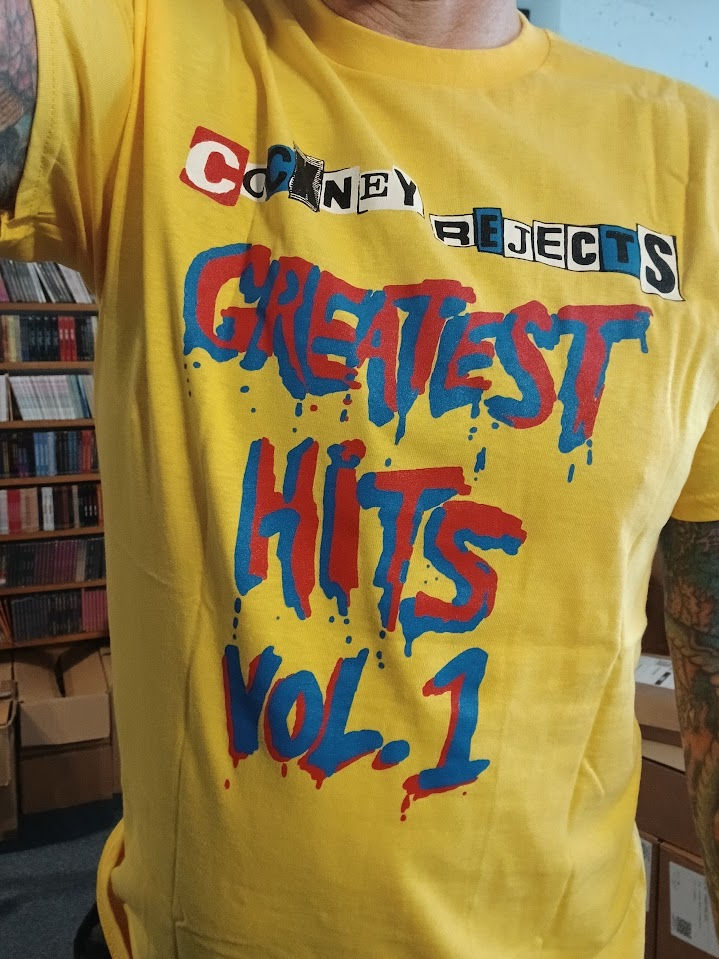 COCKNEY
REJECTS
GREATEST
HiTS
VOL.1